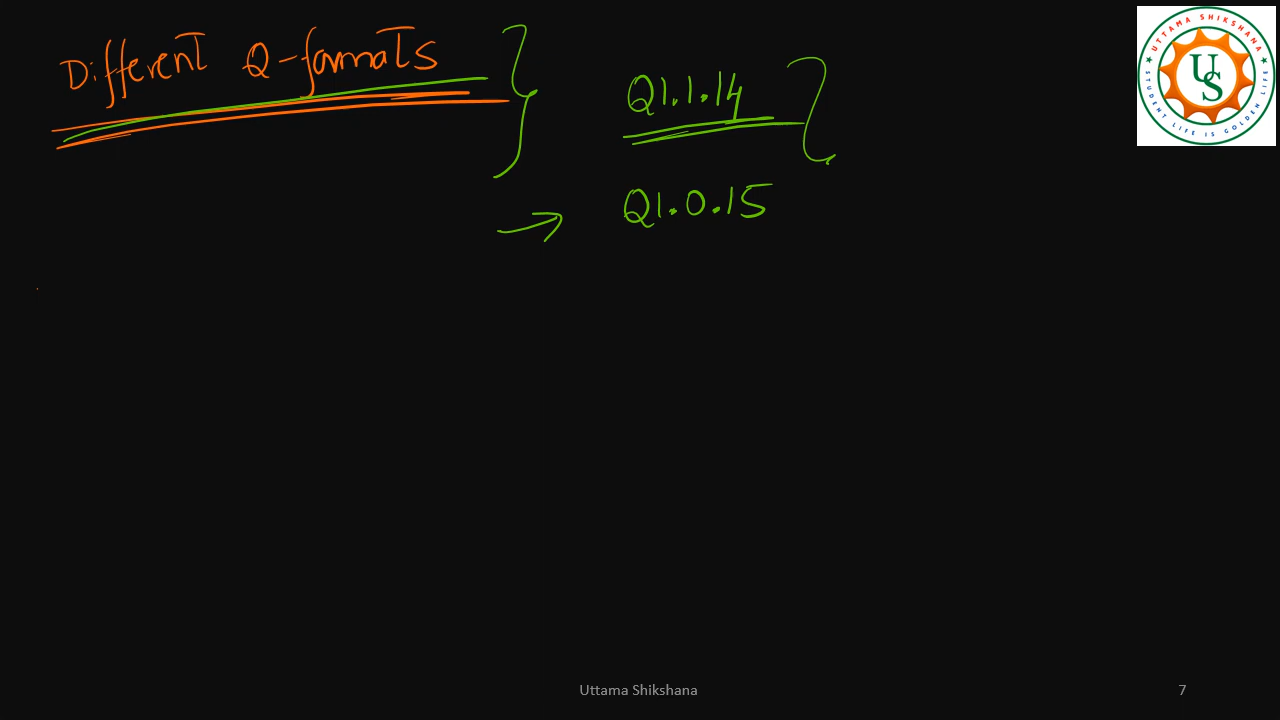 Different Q-formats
Q1.1.14
Q1.0.15
UTTAMA SHIKSHANA
US
STUDENT LIFE IS GOLDEN LIFE
Uttama Shikshana
7